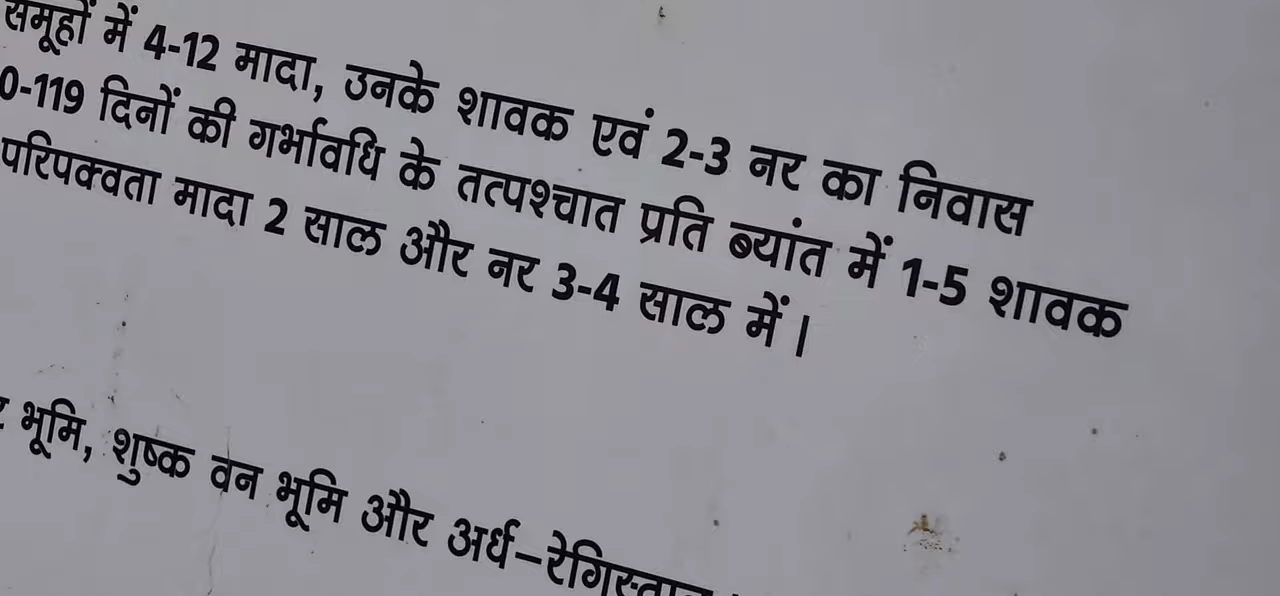 समूहों में 4-12 मादा, उनके शावक एवं 2-3 नर का निवास
0-119 दिनों की गर्भावधि के तत्पश्चात प्रति ब्यांत में 1-5 शावक
परिपक्वता मादा 2 साल और नर 3-4 साल में।
भूमि, शुष्क वन भूमि और अर्ध–रेगिस्तान